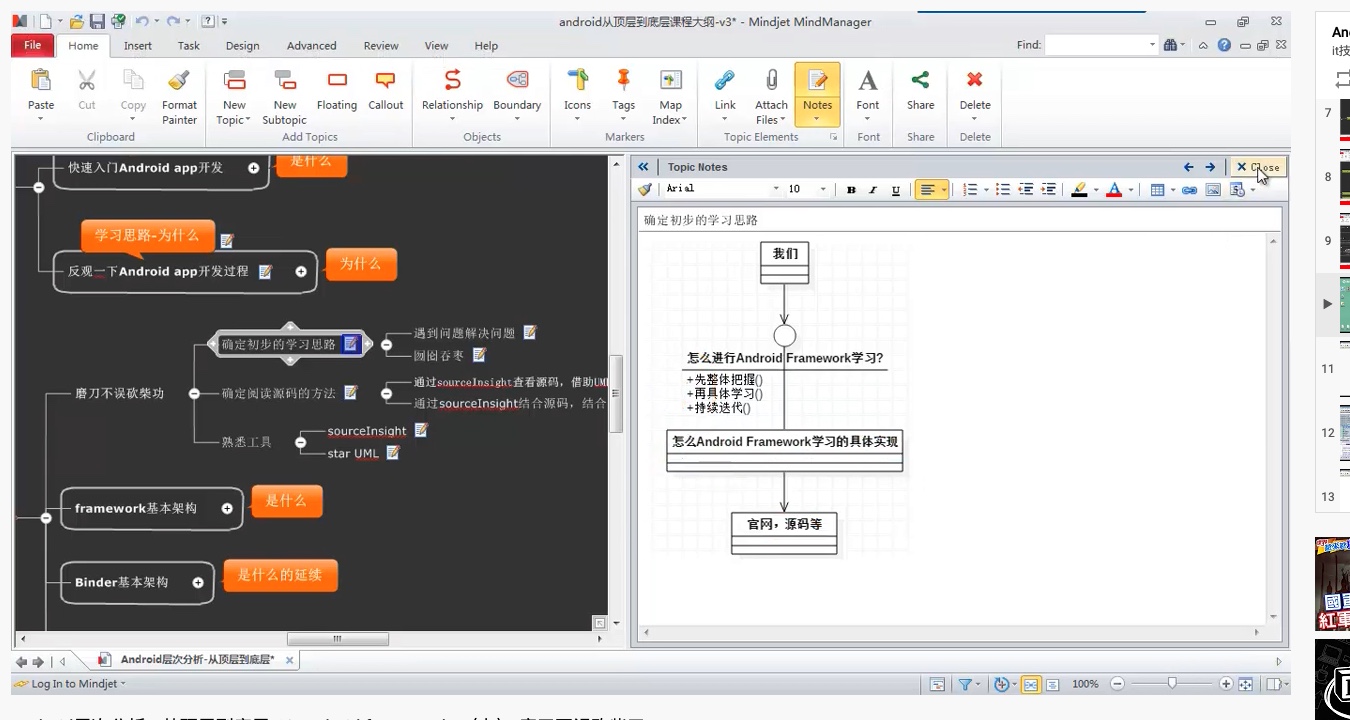 android从顶层到底层课程大纲-v3* - Mindjet MindManager
File Home Insert Task Design Advanced Review View Help
Find:
Paste Cut Copy Format Painter
New Topic New Subtopic Floating Callout
Relationship Boundary
Icons Tags Map Index
Link Attach Files Notes
Font Share Delete
Clipboard Add Topics Objects Markers Topic Elements Font Share Delete
快速入门Android app开发
是什么
学习思路-为什么
反观一下Android app开发过程
为什么
确定初步的学习思路
遇到问题解决问题
囫囵吞枣
磨刀不误砍柴功
确定阅读源码的方法
通过sourceInsight查看源码，借助UM
通过sourceInsight结合源码，结合
熟悉工具
sourceInsight
star UML
framework基本架构
是什么
Binder基本架构
是什么的延续
Topic Notes
Close
Arial 10 B I U A
确定初步的学习思路
我们
怎么进行Android Framework学习?
+先整体把握()
+再具体学习()
+持续迭代()
怎么Android Framework学习的具体实现
官网，源码等
Android层次分析-从顶层到底层*
Log In to Mindjet
100%
7
8
9
11
12
13